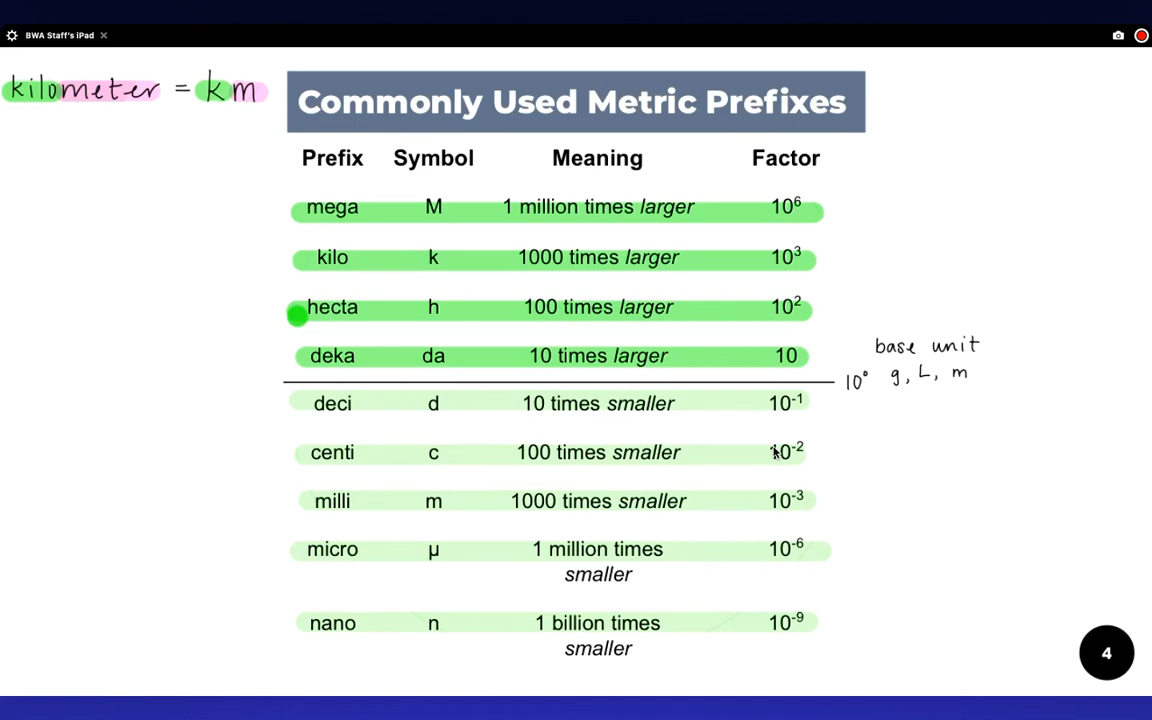 BWA Staff's iPad
kilometer = km
Commonly Used Metric Prefixes
Prefix Symbol Meaning Factor
mega M 1 million times larger 10⁶
kilo k 1000 times larger 10³
hecta h 100 times larger 10²
deka da 10 times larger 10
base unit
10⁰ g, L, m
deci d 10 times smaller 10⁻¹
centi c 100 times smaller 10⁻²
milli m 1000 times smaller 10⁻³
micro μ 1 million times 10⁻⁶
smaller
nano n 1 billion times 10⁻⁹
smaller
4